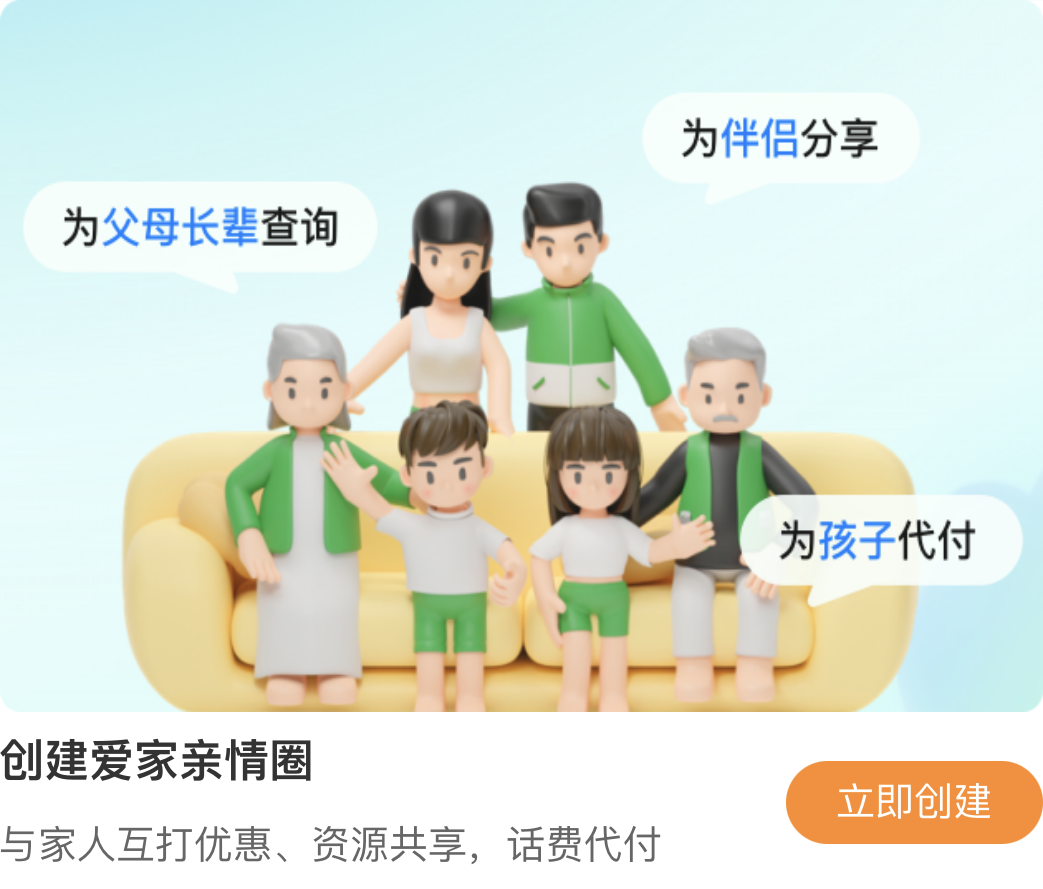 为伴侣分享
为父母长辈查询
为孩子代付
创建爱家亲情圈
立即创建
与家人互打优惠、资源共享，话费代付